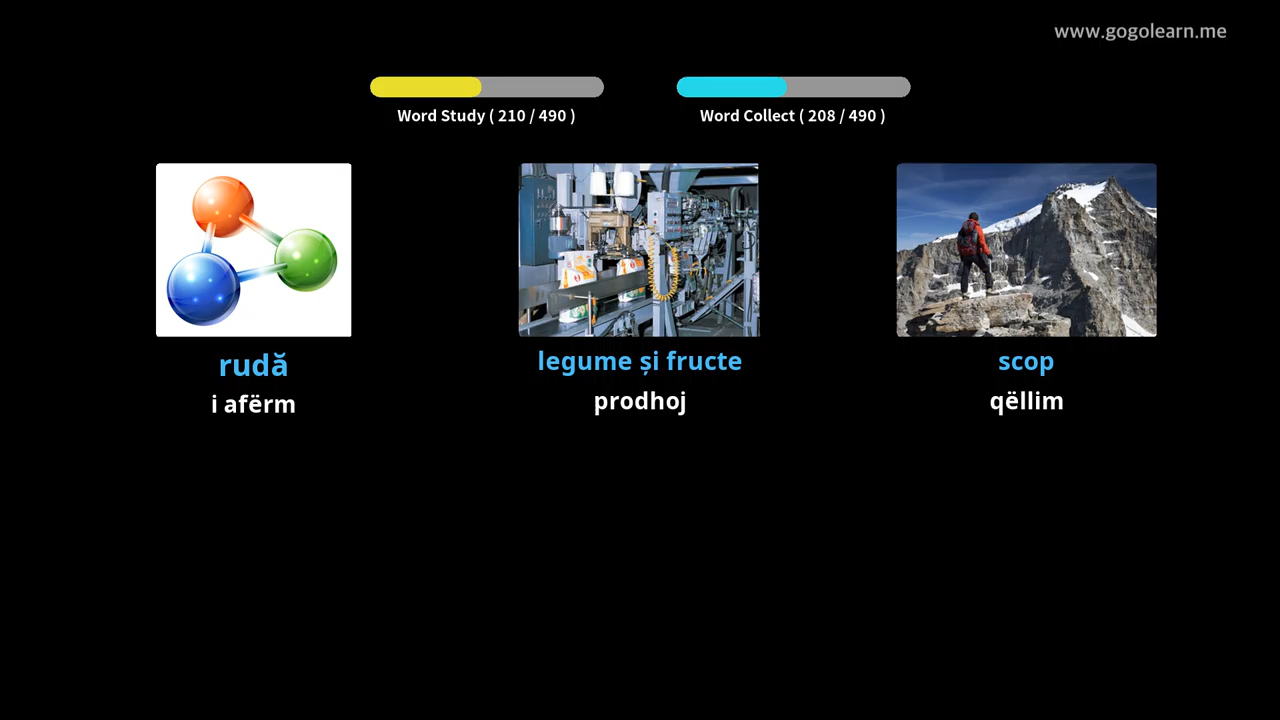 www.gogolearn.me
Word Study ( 210 / 490 )
Word Collect ( 208 / 490 )
rudă
i afërm
legume și fructe
prodhoj
scop
qëllim